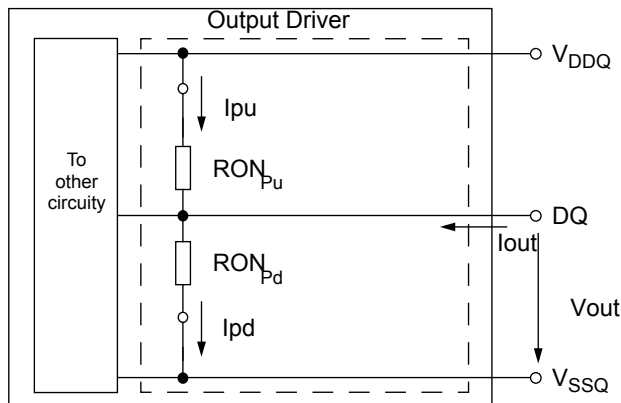 Output Driver
V_DDQ
Ipu
To
other
circuity
RON_Pu
DQ
Iout
RON_Pd
Vout
Ipd
V_SSQ